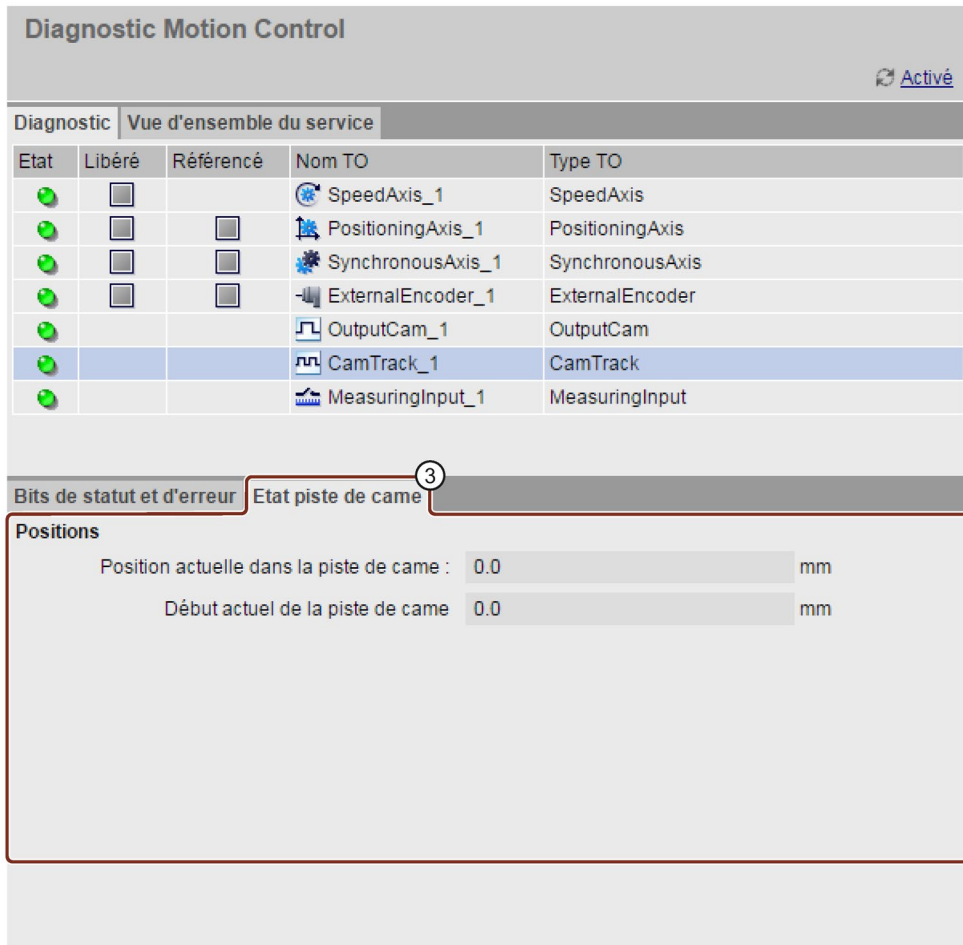 Diagnostic Motion Control
Activé
Diagnostic Vue d'ensemble du service
Etat Libéré Référencé Nom TO Type TO
SpeedAxis_1 SpeedAxis
PositioningAxis_1 PositioningAxis
SynchronousAxis_1 SynchronousAxis
ExternalEncoder_1 ExternalEncoder
OutputCam_1 OutputCam
CamTrack_1 CamTrack
MeasuringInput_1 MeasuringInput
3
Bits de statut et d'erreur Etat piste de came
Positions
Position actuelle dans la piste de came : 0.0 mm
Début actuel de la piste de came 0.0 mm